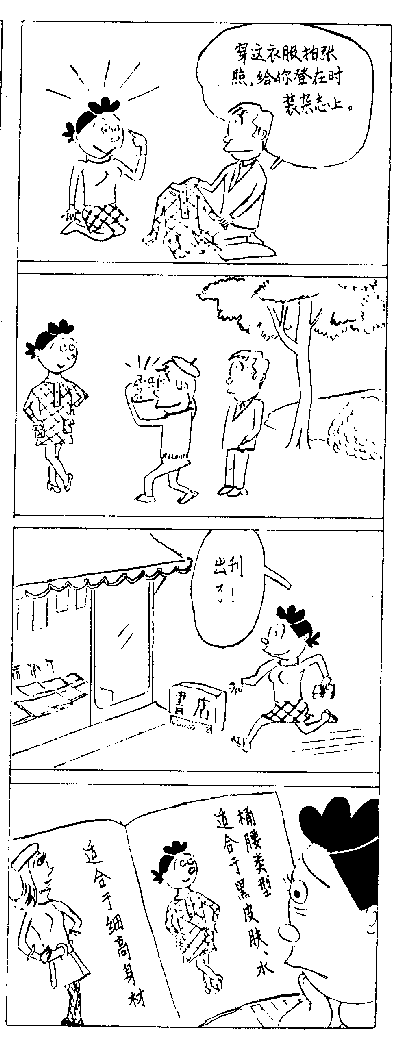 穿这衣服拍张
照,给你登在时
装杂志上。
出刊
了!
書店
适合于细高身材
桶腰类型
适合于黑皮肤、水